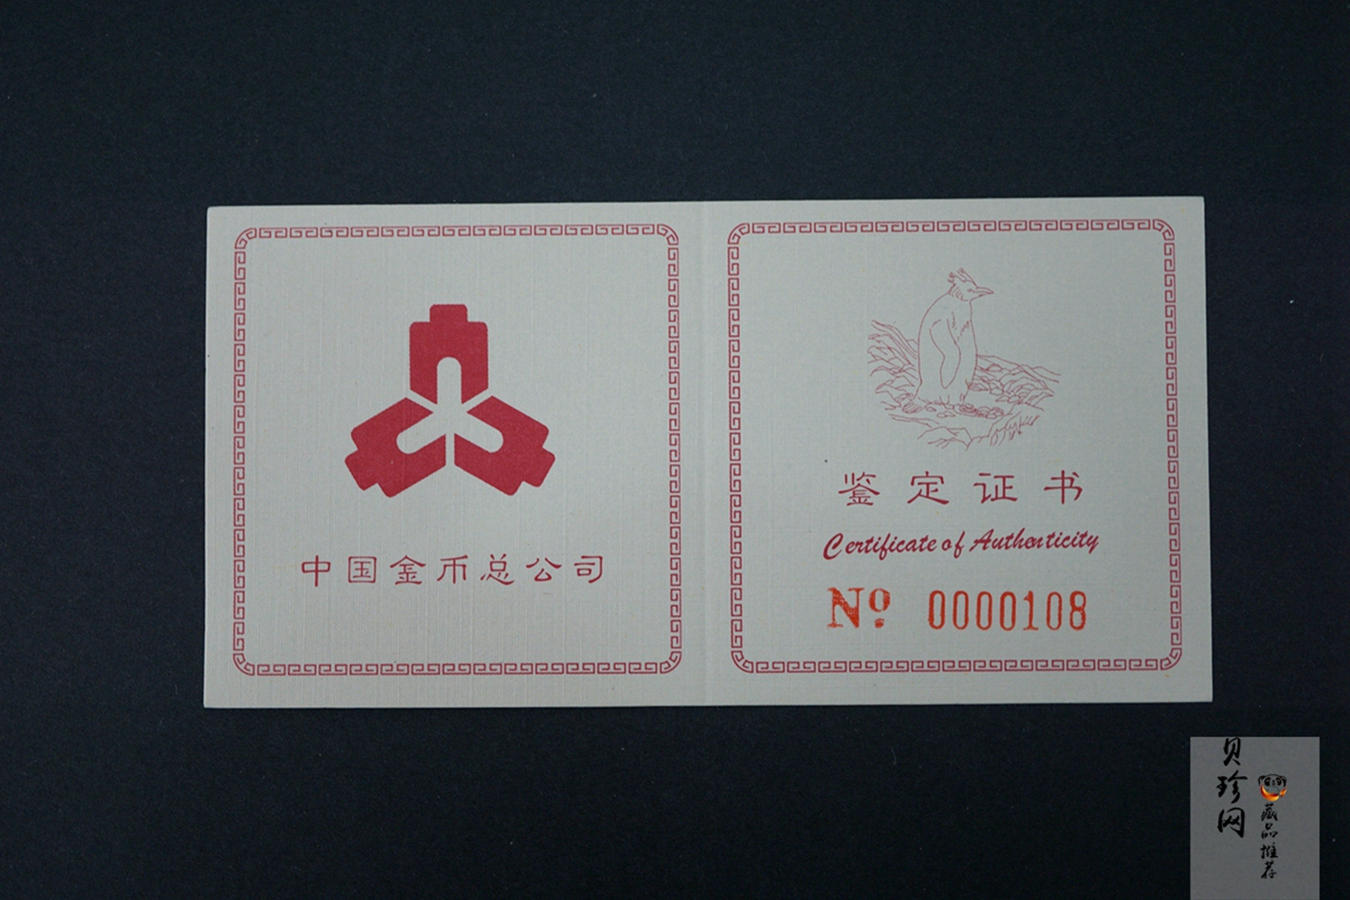 中国金币总公司
鉴定证书
Certificate of Authenticity
Nº 0000108
贝珍网
藏品推荐